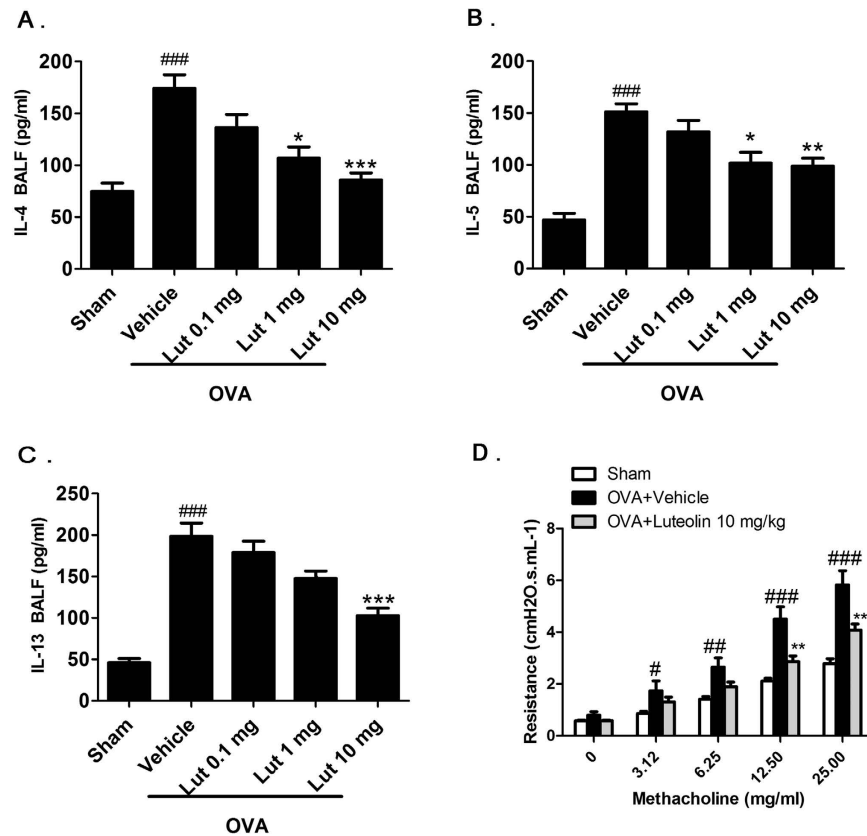 A .
IL-4 BALF (pg/ml)
200
150
100
50
0
###
*
***
Sham
Vehicle
Lut 0.1 mg
Lut 1 mg
Lut 10 mg
OVA
B .
IL-5 BALF (pg/ml)
200
150
100
50
0
###
*
**
Sham
Vehicle
Lut 0.1 mg
Lut 1 mg
Lut 10 mg
OVA
C .
IL-13 BALF (pg/ml)
250
200
150
100
50
0
###
***
Sham
Vehicle
Lut 0.1 mg
Lut 1 mg
Lut 10 mg
OVA
D .
Sham
OVA+Vehicle
OVA+Luteolin 10 mg/kg
Resistance (cmH2O.s.mL-1)
8
6
4
2
0
#
##
###
**
###
**
0
3.12
6.25
12.50
25.00
Methacholine (mg/ml)